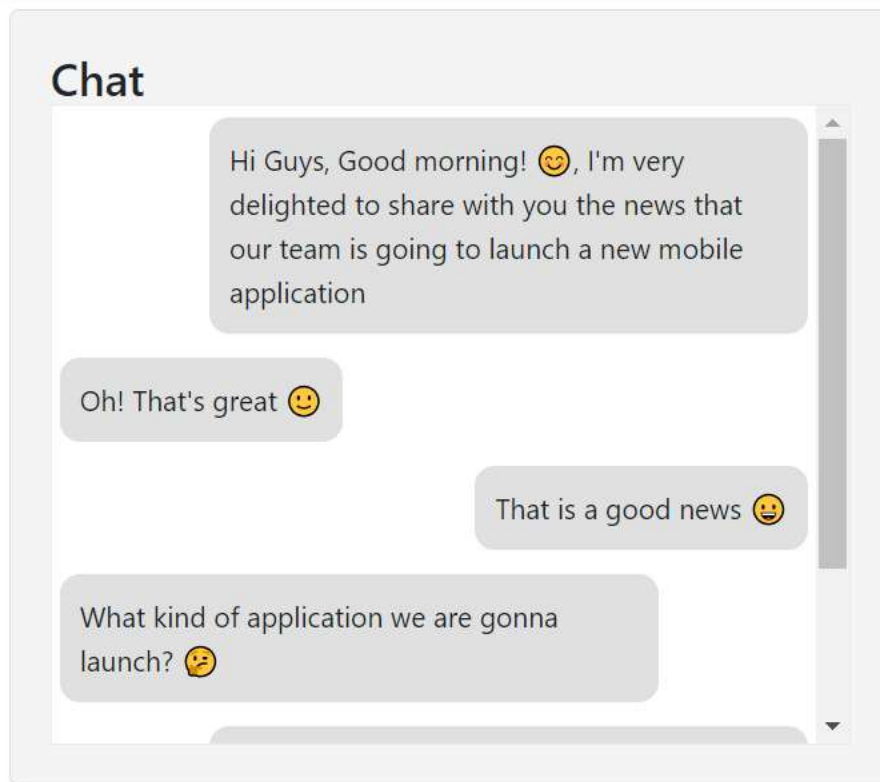 Chat
Hi Guys, Good morning! 😊, I'm very
delighted to share with you the news that
our team is going to launch a new mobile
application
Oh! That's great 🙂
That is a good news 😀
What kind of application we are gonna
launch? 🤔